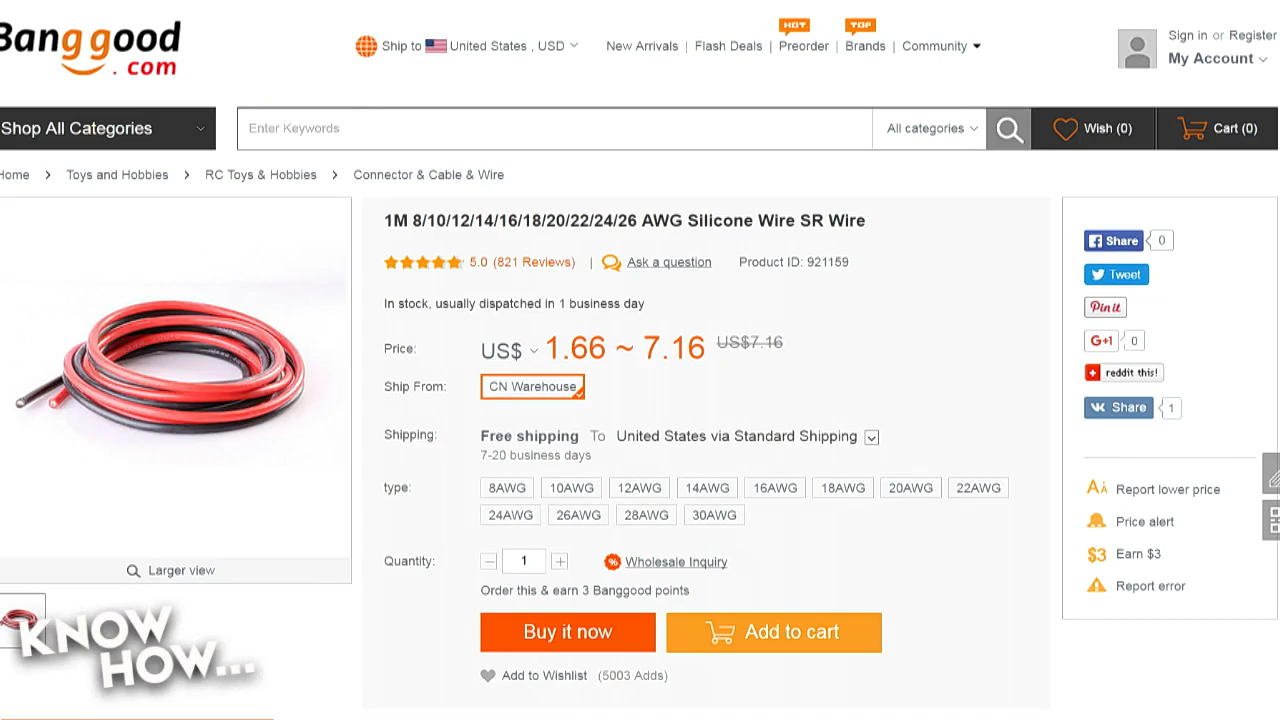 Banggood
.com
Ship to United States , USD
New Arrivals | Flash Deals | Preorder | Brands | Community
HOT
TOP
Sign in or Register
My Account
Shop All Categories
Enter Keywords
All categories
Wish (0)
Cart (0)
Home > Toys and Hobbies > RC Toys & Hobbies > Connector & Cable & Wire
1M 8/10/12/14/16/18/20/22/24/26 AWG Silicone Wire SR Wire
5.0 (821 Reviews) | Ask a question Product ID: 921159
In stock, usually dispatched in 1 business day
Price: US$ 1.66 ~ 7.16 US$7.16
Ship From: CN Warehouse
Shipping: Free shipping To United States via Standard Shipping
7-20 business days
type: 8AWG 10AWG 12AWG 14AWG 16AWG 18AWG 20AWG 22AWG
24AWG 26AWG 28AWG 30AWG
Quantity: 1 Wholesale Inquiry
Order this & earn 3 Banggood points
Buy it now Add to cart
Add to Wishlist (5003 Adds)
Larger view
KNOW
HOW...
Share 0
Tweet
Pin it
G+1 0
reddit this!
Share 1
Report lower price
Price alert
$3 Earn $3
Report error